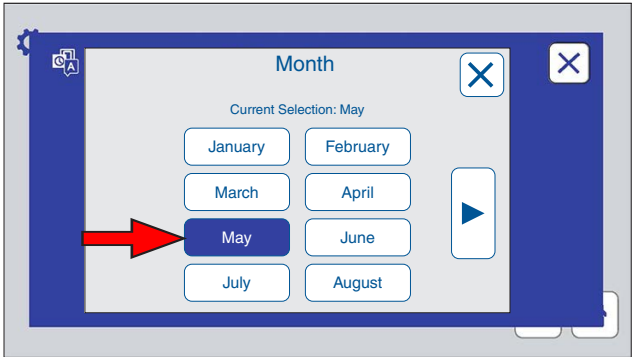 A
Month
Current Selection: May
January
February
March
April
May
June
July
August